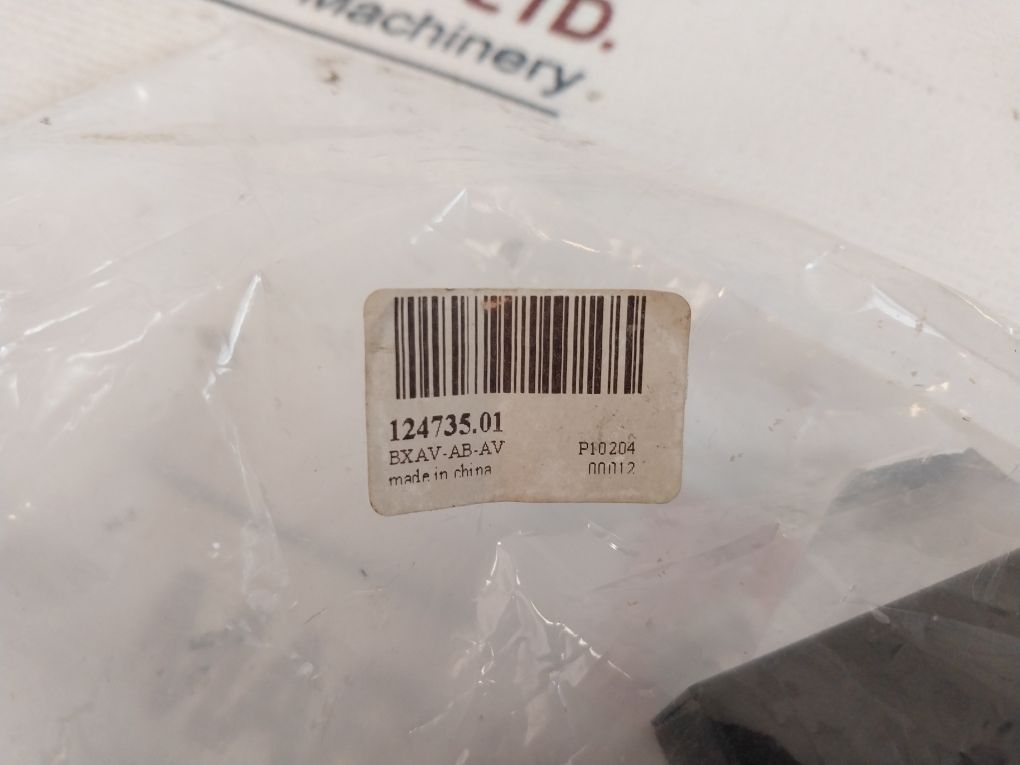 LTD.
Machinery
124735.01
BXAV-AB-AV
P10204
made in china
00012